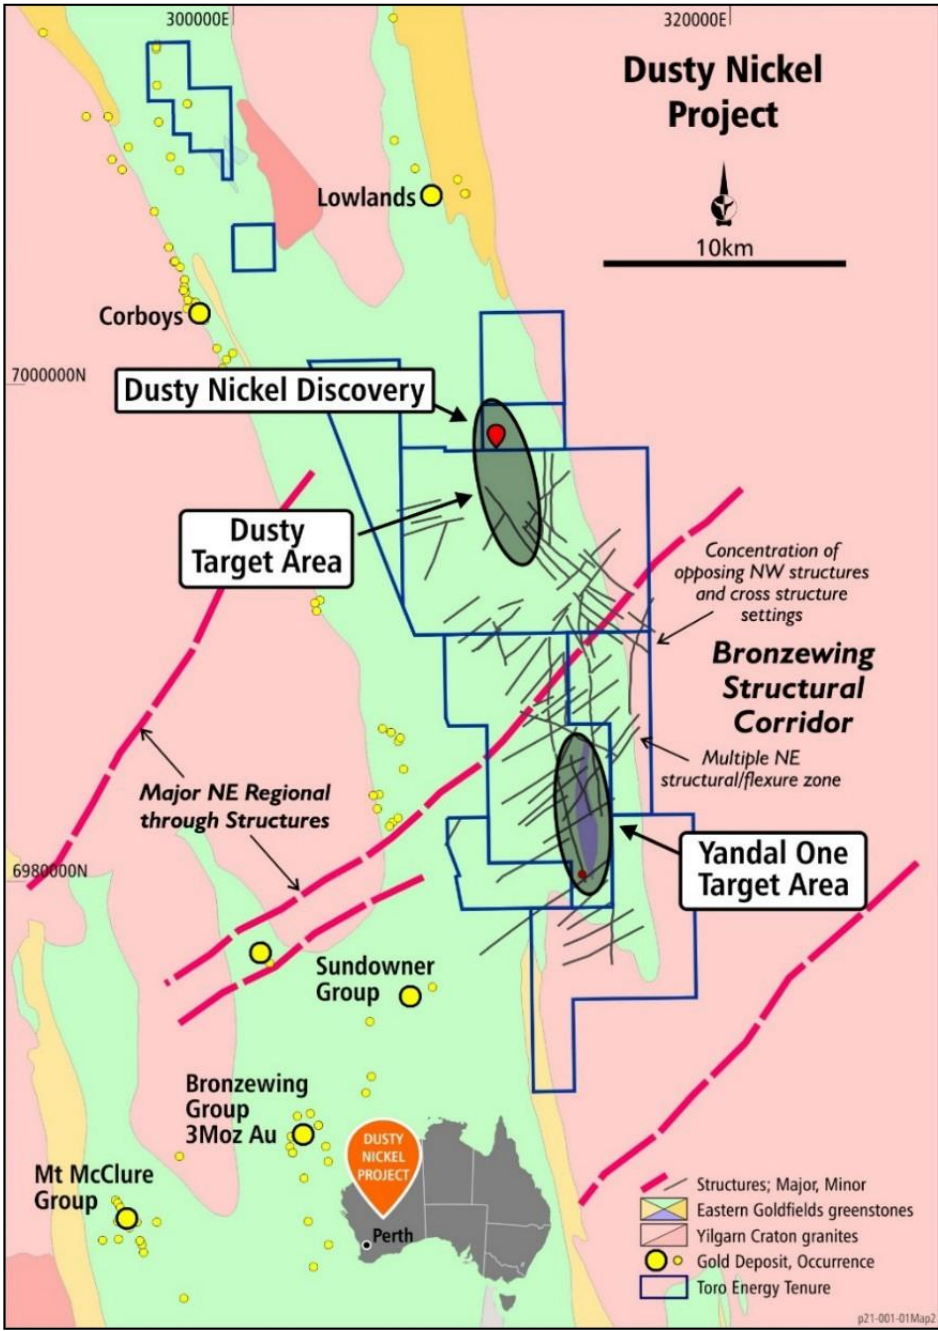 300000E
320000E
Dusty Nickel
Project
10km
Lowlands
Corboys
7000000N
Dusty Nickel Discovery
Dusty
Target Area
Concentration of
opposing NW structures
and cross structure
settings
Bronzewing
Structural
Corridor
Multiple NE
structural/flexure zone
Major NE Regional
through Structures
Yandal One
Target Area
6980000N
Sundowner
Group
Bronzewing
Group
3Moz Au
Mt McClure
Group
DUSTY
NICKEL
PROJECT
Perth
Structures; Major, Minor
Eastern Goldfields greenstones
Yilgarn Craton granites
Gold Deposit, Occurrence
Toro Energy Tenure
p21-001-01Map2